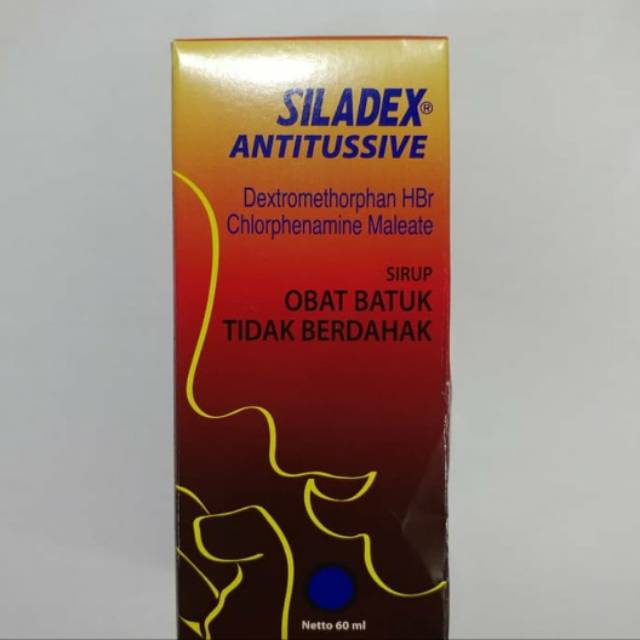 SILADEX®
ANTITUSSIVE
Dextromethorphan HBr
Chlorphenamine Maleate
SIRUP
OBAT BATUK
TIDAK BERDAHAK
Netto 60 ml